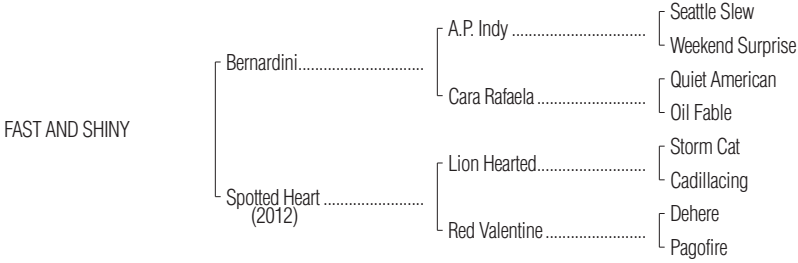 Seattle Slew
A.P. Indy ................................
Weekend Surprise
Bernardini..............................
Quiet American
Cara Rafaela ..........................
Oil Fable
FAST AND SHINY
Storm Cat
Lion Hearted..........................
Cadillacing
Spotted Heart ........................
(2012)
Dehere
Red Valentine ........................
Pagofire